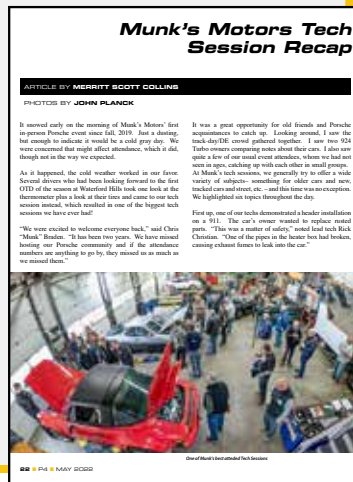 Munk's Motors Tech
Session Recap
ARTICLE BY MERRITT SCOTT COLLINS
PHOTOS BY JOHN PLANCK
It snowed early on the morning of Munk's Motors' first
in-person Porsche event since fall, 2019. Just a dusting,
but enough to indicate it would be a cold gray day. We
were concerned that might affect attendance, which it did,
though not in the way we expected.
As it happened, the cold weather worked in our favor.
Several drivers who had been looking forward to the first
OTD of the season at Waterford Hills took one look at the
thermometer plus a look at their tires and came to our tech
session instead, which resulted in one of the biggest tech
sessions we have ever had!
"We were excited to welcome everyone back," said Chris
"Munk" Braden. "It has been two years. We have missed
hosting our Porsche community and if the attendance
numbers are anything to go by, they missed us as much as
we missed them."
It was a great opportunity for old friends and Porsche
acquaintances to catch up. Looking around, I saw the
track-day/DE crowd gathered together. I saw two 924
Turbo owners comparing notes about their cars. I also saw
quite a few of our usual event attendees, whom we had not
seen in ages, catching up with each other in small groups.
At Munk's tech sessions, we generally try to offer a wide
variety of subjects– something for older cars and new,
tracked cars and street, etc. – and this time was no exception.
We highlighted six topics throughout the day.
First up, one of our techs demonstrated a header installation
on a 911. The car's owner wanted to replace rusted
parts. "This was a matter of safety," noted lead tech Rick
Christian. "One of the pipes in the heater box had broken,
causing exhaust fumes to leak into the car."
One of Munk's best attended Tech Sessions
22 P4 MAY 2022